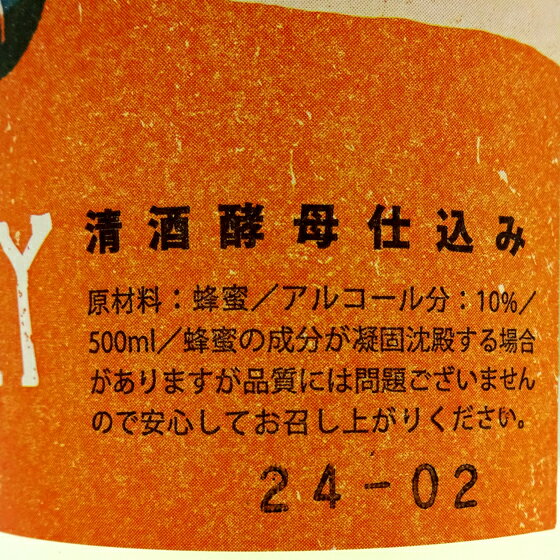 清酒酵母仕込み
Y
原材料：蜂蜜／アルコール分：10%／
500ml／蜂蜜の成分が凝固沈殿する場合
がありますが品質には問題ございません
ので安心してお召し上がりください。
24-02